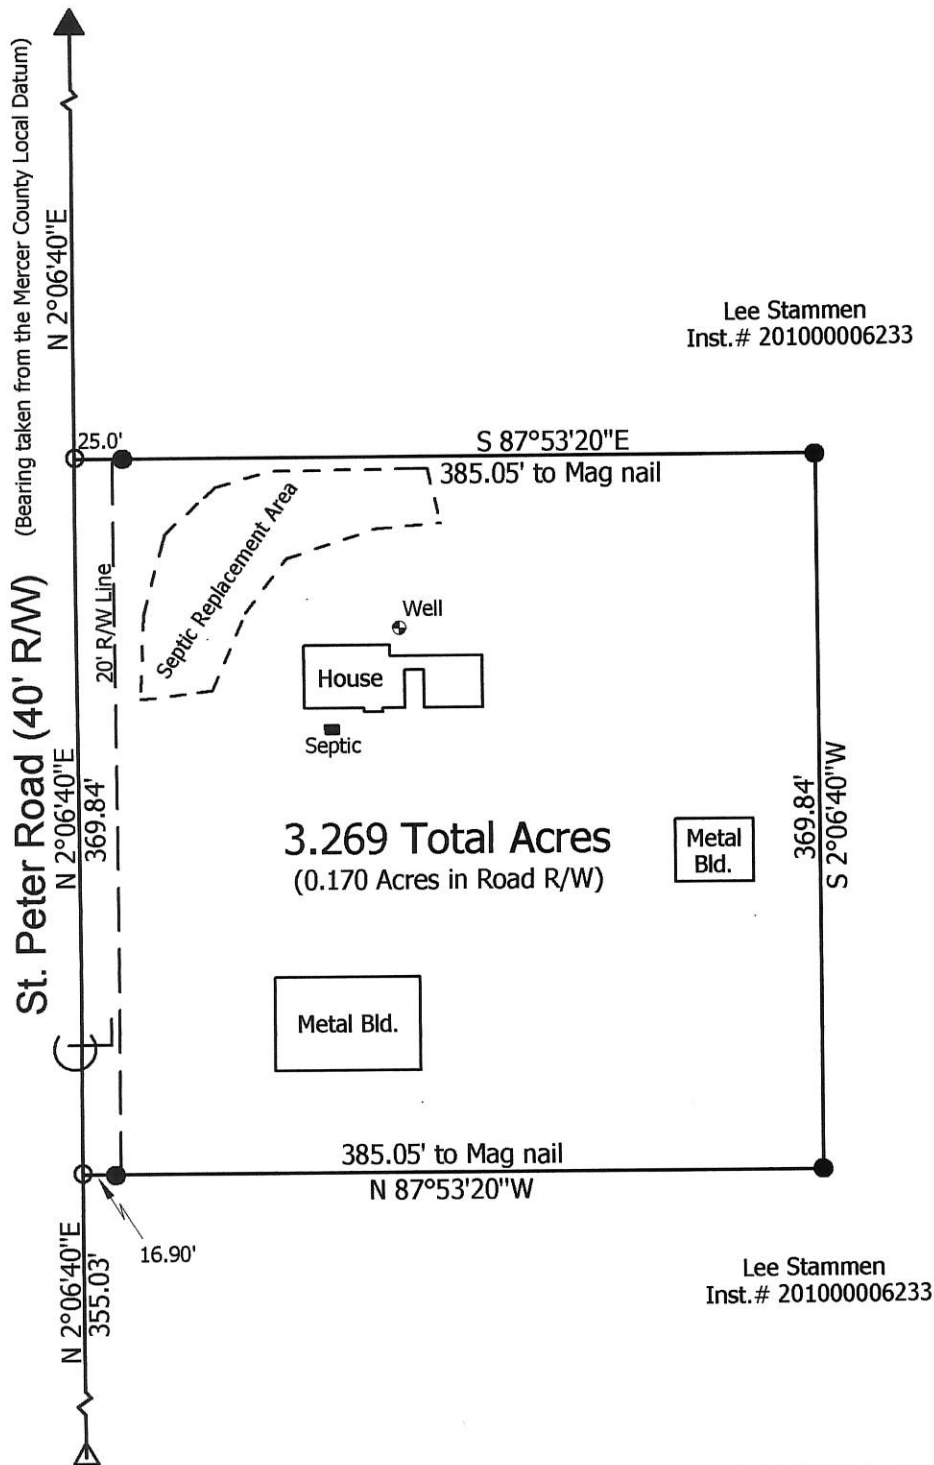 (Bearing taken from the Mercer County Local Datum)
N 2°06'40"E
Lee Stammen
Inst.# 201000006233
25.0'
S 87°53'20"E
385.05' to Mag nail
Septic Replacement Area
20' R/W Line
Well
House
Septic
St. Peter Road (40' R/W)
N 2°06'40"E
369.84'
3.269 Total Acres
(0.170 Acres in Road R/W)
Metal
Bld.
369.84'
S 2°06'40"W
Metal Bld.
385.05' to Mag nail
N 87°53'20"W
16.90'
N 2°06'40"E
355.03'
Lee Stammen
Inst.# 201000006233